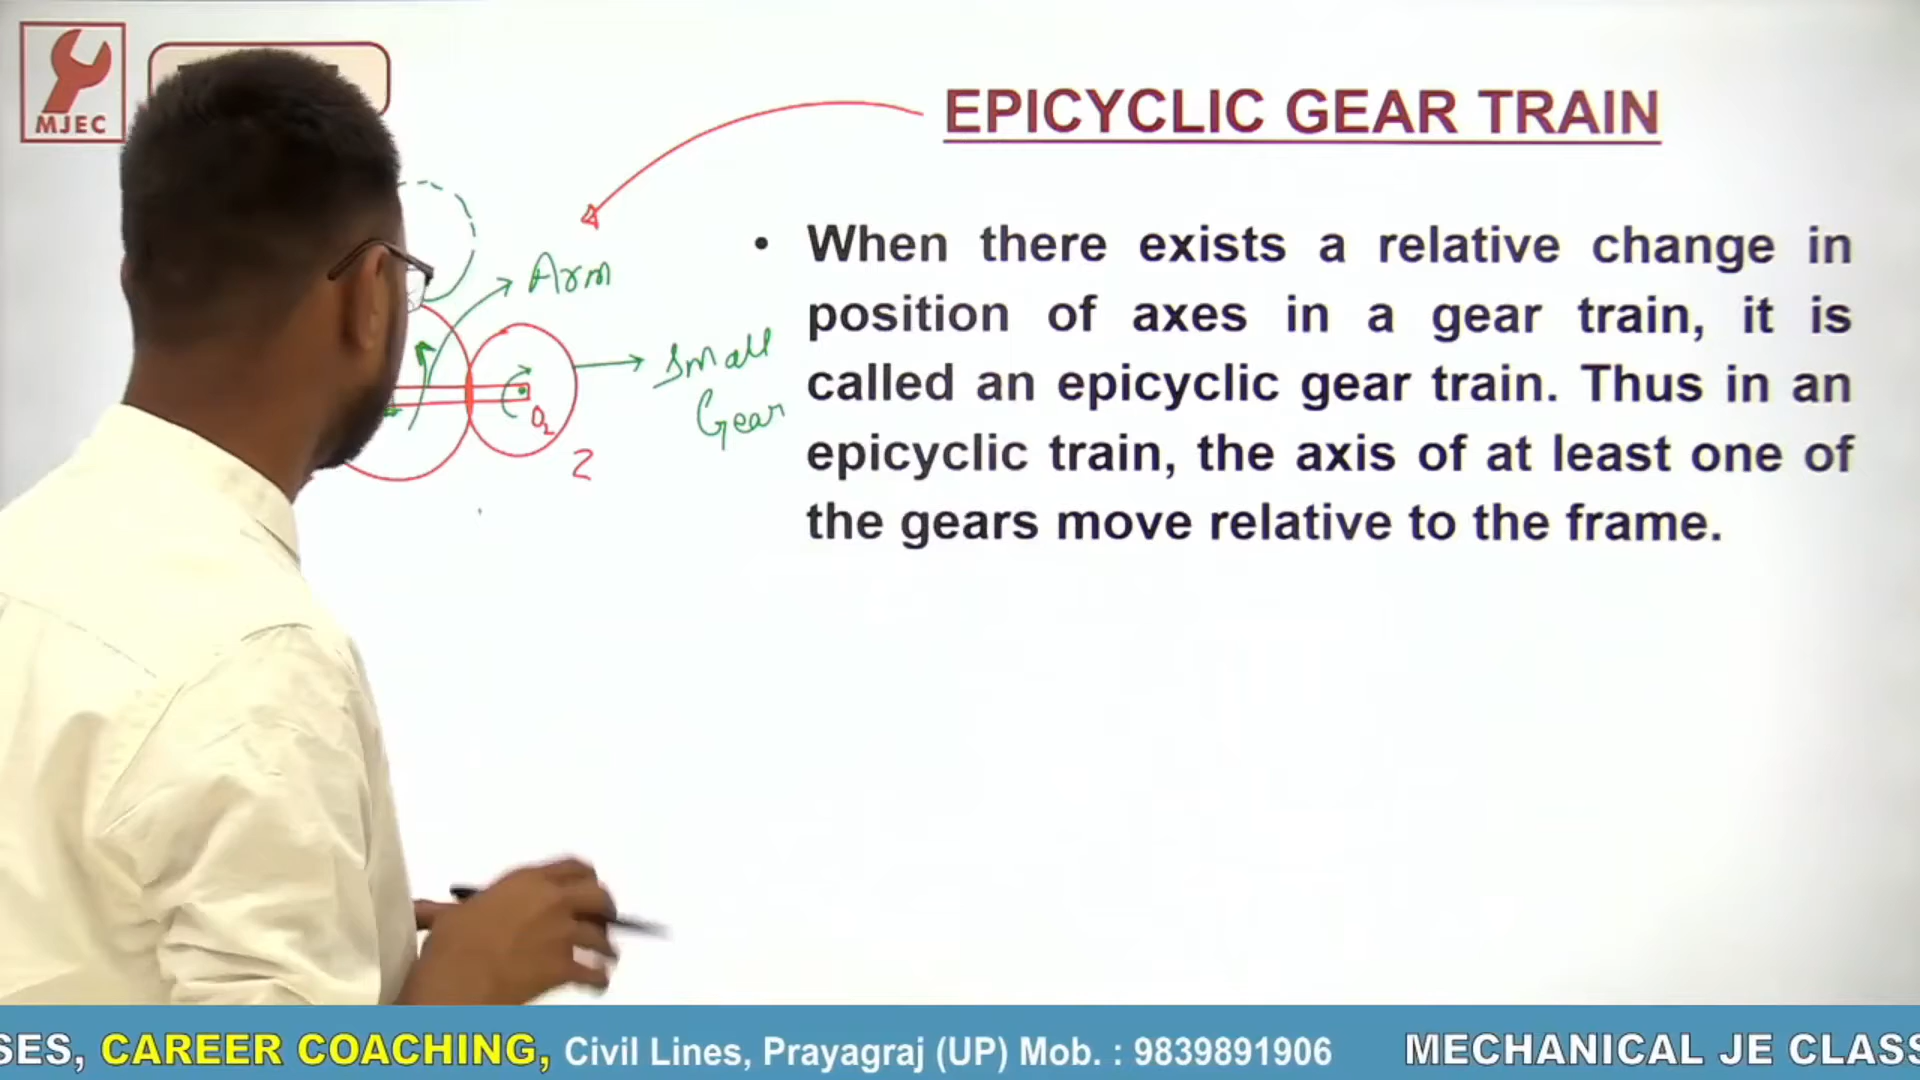 MJEC
EPICYCLIC GEAR TRAIN
• When there exists a relative change in
position of axes in a gear train, it is
called an epicyclic gear train. Thus in an
epicyclic train, the axis of at least one of
the gears move relative to the frame.
Arm
Small
Gear
O2
2
SES, CAREER COACHING, Civil Lines, Prayagraj (UP) Mob. : 9839891906 MECHANICAL JE CLASS